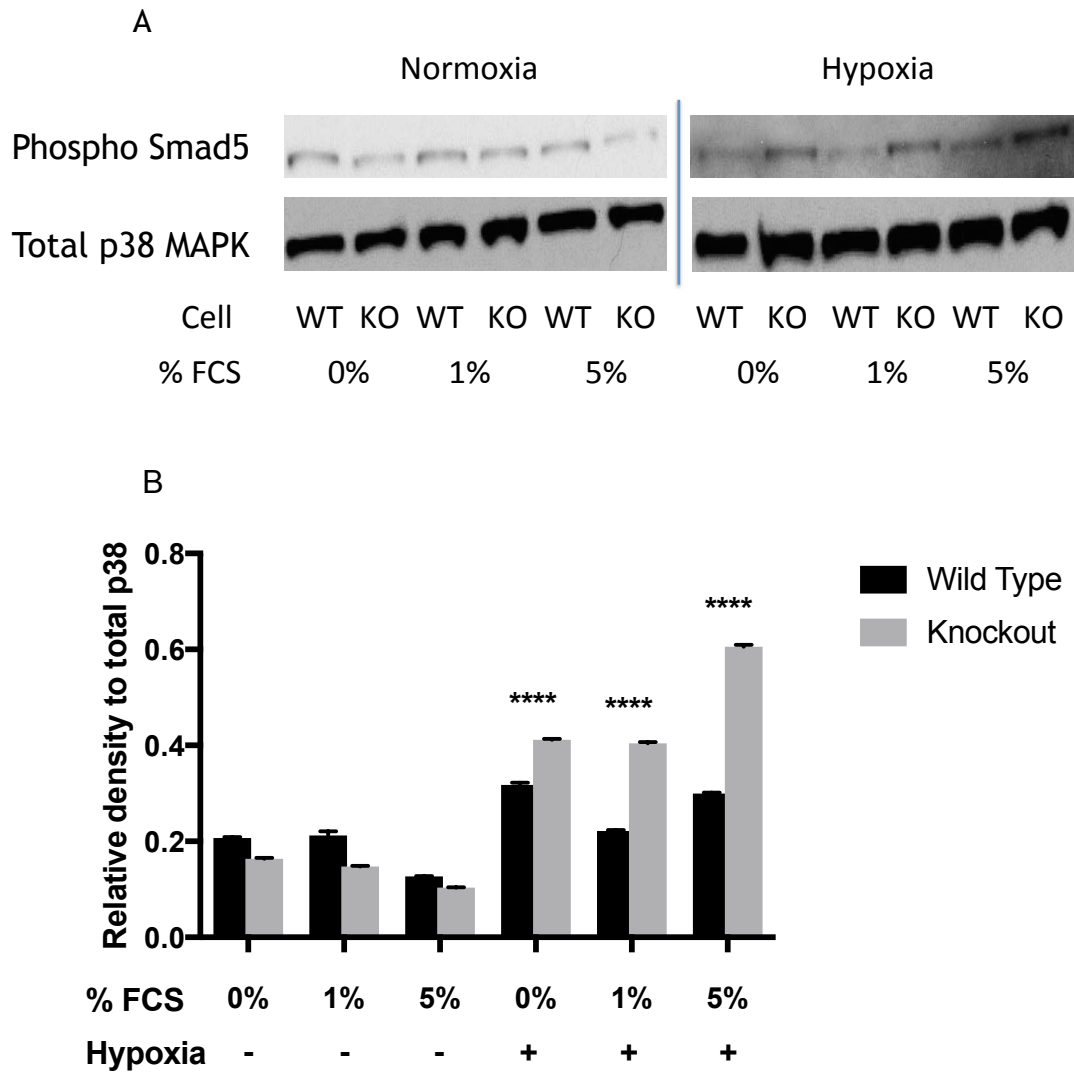 A
Normoxia Hypoxia
Phospho Smad5
Total p38 MAPK
Cell WT KO WT KO WT KO WT KO WT KO WT KO
% FCS 0% 1% 5% 0% 1% 5%
B
Relative density to total p38
0.8
0.6
0.4
0.2
0.0
**** **** ****
Wild Type
Knockout
% FCS 0% 1% 5% 0% 1% 5%
Hypoxia - - - + + +